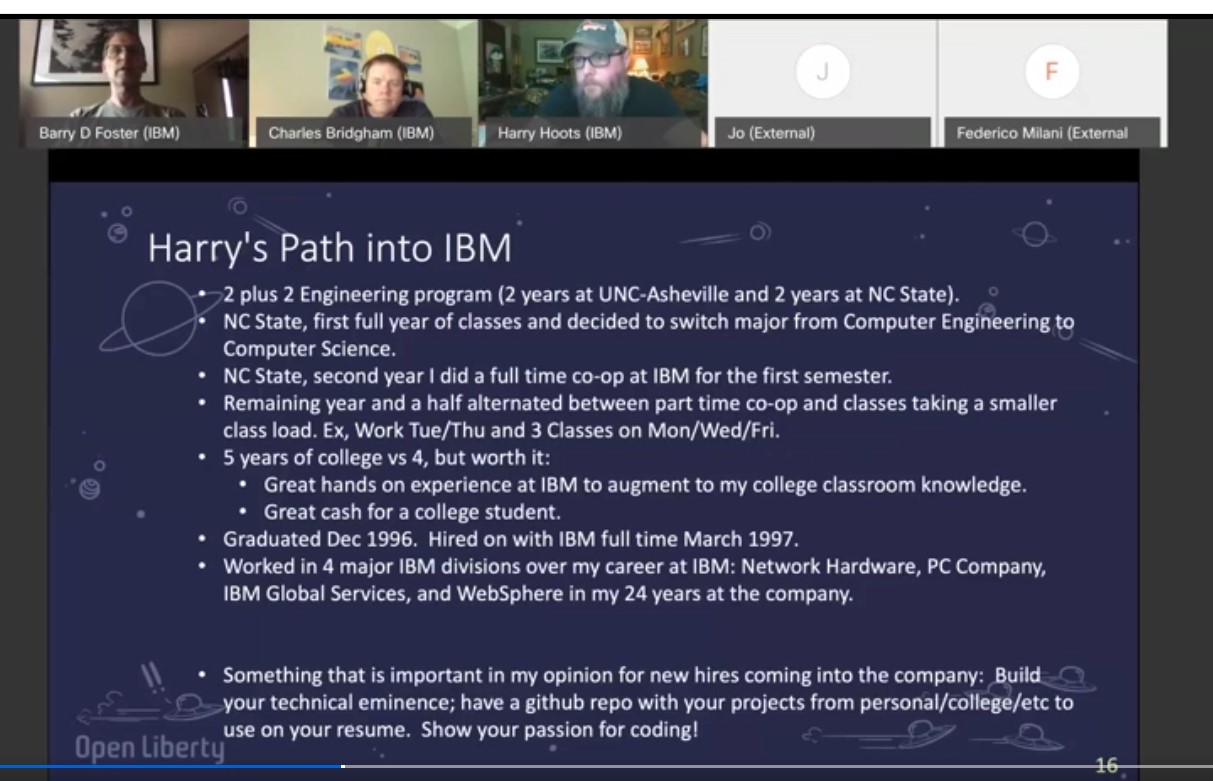 J
F
Barry D Foster (IBM)
Charles Bridgham (IBM)
Harry Hoots (IBM)
Jo (External)
Federico Milani (External
Harry's Path into IBM
• 2 plus 2 Engineering program (2 years at UNC-Asheville and 2 years at NC State).
• NC State, first full year of classes and decided to switch major from Computer Engineering to
Computer Science.
• NC State, second year I did a full time co-op at IBM for the first semester.
• Remaining year and a half alternated between part time co-op and classes taking a smaller
class load. Ex, Work Tue/Thu and 3 Classes on Mon/Wed/Fri.
• 5 years of college vs 4, but worth it:
• Great hands on experience at IBM to augment to my college classroom knowledge.
• Great cash for a college student.
• Graduated Dec 1996.  Hired on with IBM full time March 1997.
• Worked in 4 major IBM divisions over my career at IBM: Network Hardware, PC Company,
IBM Global Services, and WebSphere in my 24 years at the company.
• Something that is important in my opinion for new hires coming into the company:  Build
your technical eminence; have a github repo with your projects from personal/college/etc to
use on your resume.  Show your passion for coding!
Open Liberty
16